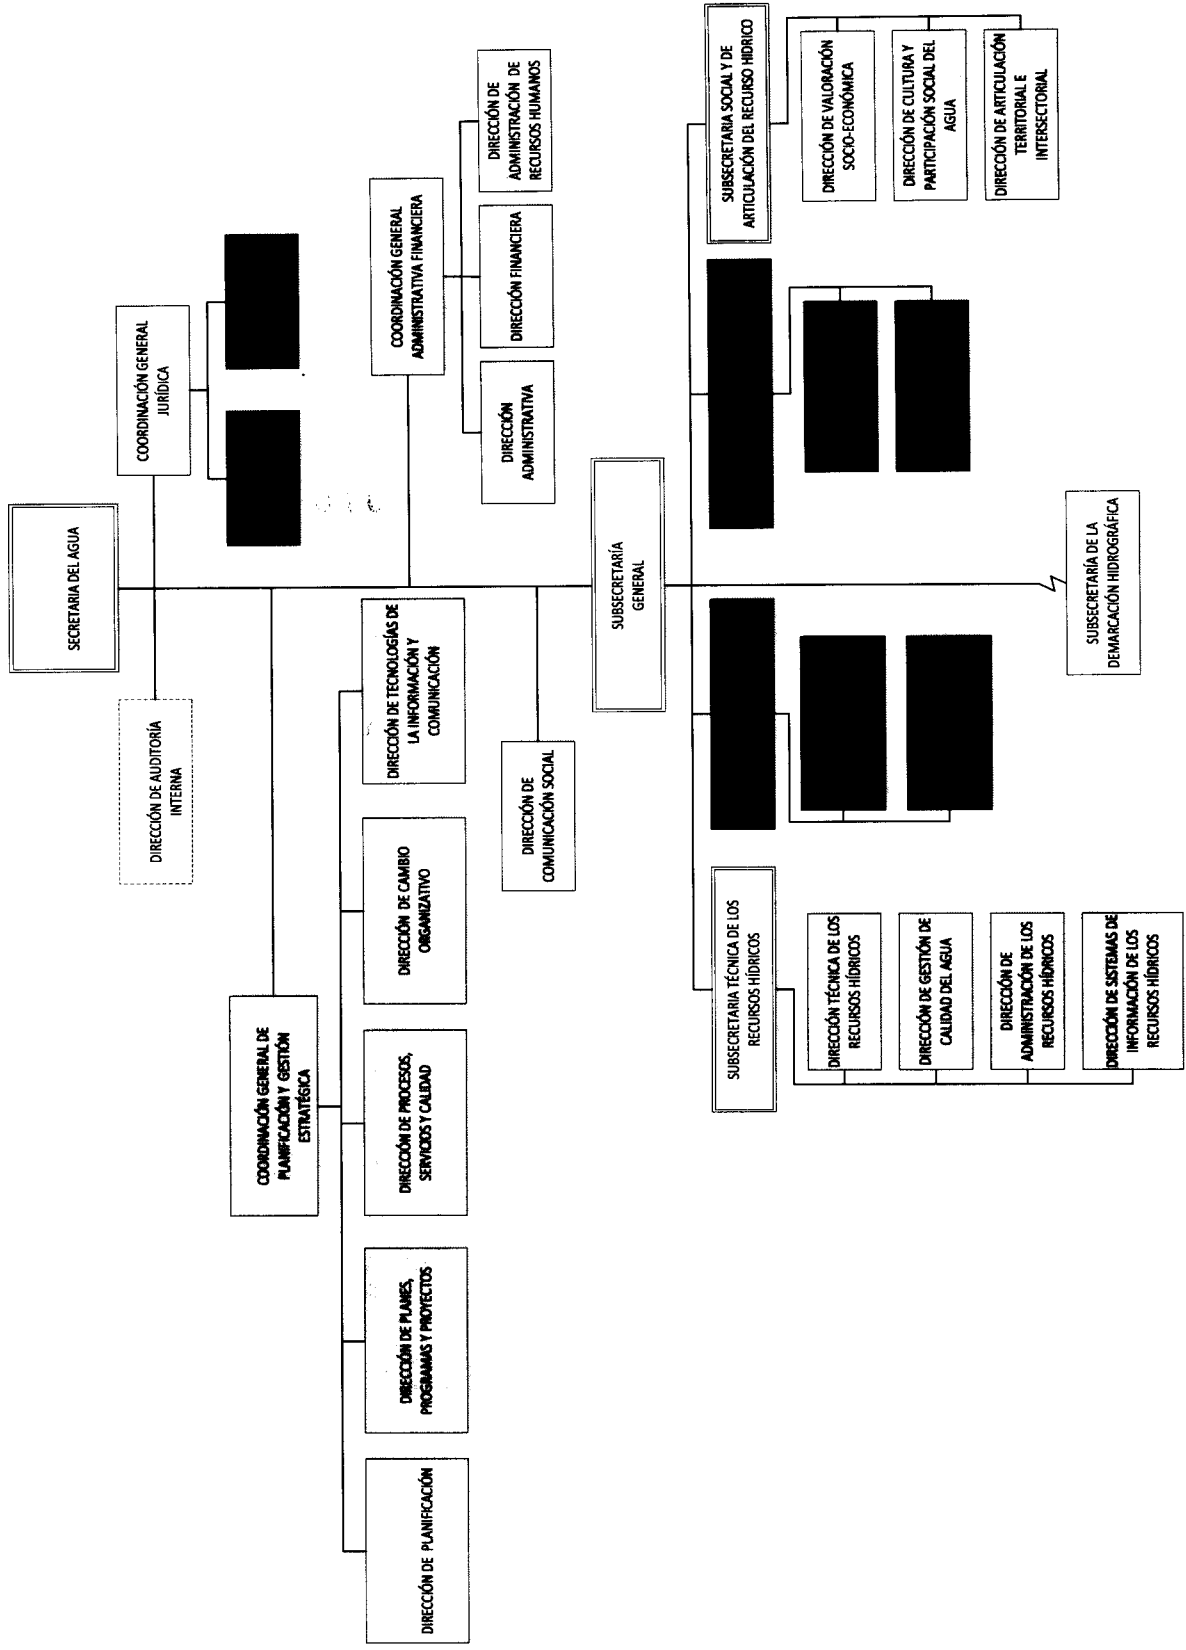 SECRETARIA DEL AGUA
DIRECCIÓN DE AUDITORÍA
INTERNA
COORDINACIÓN GENERAL
JURÍDICA
COORDINACIÓN GENERAL DE
PLANIFICACIÓN Y GESTIÓN
ESTRATÉGICA
DIRECCIÓN DE PLANIFICACIÓN
DIRECCIÓN DE PLANES,
PROGRAMAS Y PROYECTOS
DIRECCIÓN DE PROCESOS,
SERVICIOS Y CALIDAD
DIRECCIÓN DE CAMBIO
ORGANIZATIVO
DIRECCIÓN DE TECNOLOGÍAS DE
LA INFORMACIÓN Y
COMUNICACIÓN
COORDINACIÓN GENERAL
ADMINISTRATIVA FINANCIERA
DIRECCIÓN
ADMINISTRATIVA
DIRECCIÓN FINANCIERA
DIRECCIÓN DE
ADMINISTRACIÓN DE
RECURSOS HUMANOS
DIRECCIÓN DE
COMUNICACIÓN SOCIAL
SUBSECRETARÍA
GENERAL
SUBSECRETARIA TÉCNICA DE LOS
RECURSOS HÍDRICOS
DIRECCIÓN TÉCNICA DE LOS
RECURSOS HÍDRICOS
DIRECCIÓN DE GESTIÓN DE
CALIDAD DEL AGUA
DIRECCIÓN DE
ADMINISTRACIÓN DE LOS
RECURSOS HÍDRICOS
DIRECCIÓN DE SISTEMAS DE
INFORMACIÓN DE LOS
RECURSOS HÍDRICOS
SUBSECRETARIA SOCIAL Y DE
ARTICULACIÓN DEL RECURSO HIDRICO
DIRECCIÓN DE VALORACIÓN
SOCIO-ECONÓMICA
DIRECCIÓN DE CULTURA Y
PARTICIPACIÓN SOCIAL DEL
AGUA
DIRECCIÓN DE ARTICULACIÓN
TERRITORIAL E
INTERSECTORIAL
SUBSECRETARÍA DE LA
DEMARCACIÓN HIDROGRÁFICA